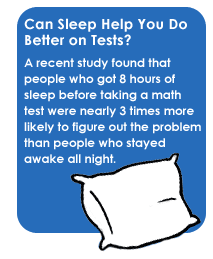 Can Sleep Help You Do
Better on Tests?
A recent study found that
people who got 8 hours of
sleep before taking a math
test were nearly 3 times more
likely to figure out the problem
than people who stayed
awake all night.